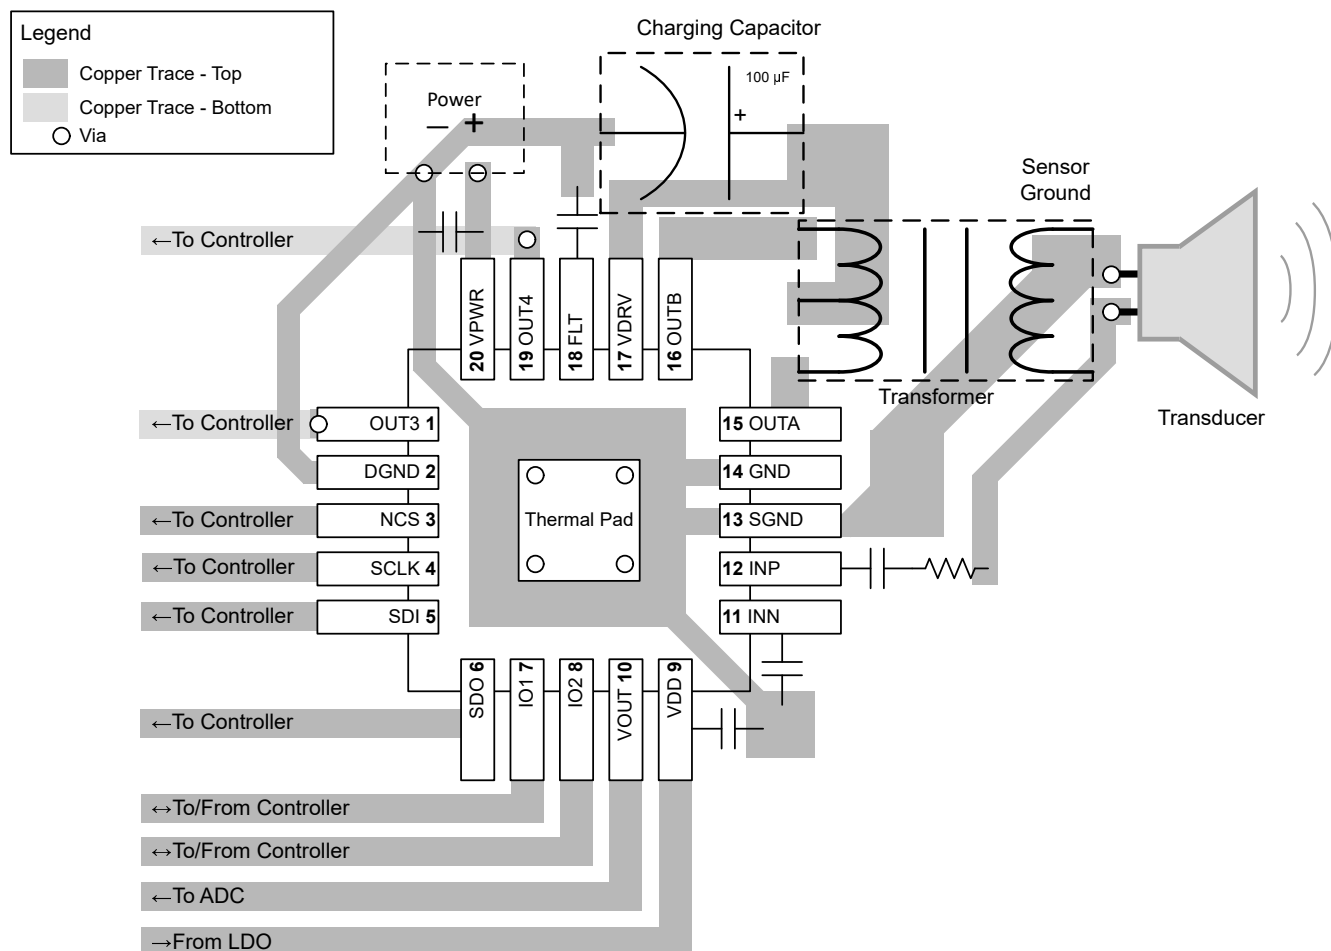 Legend
Copper Trace - Top
Copper Trace - Bottom
Via
Charging Capacitor
100 µF
+
Power
– +
Sensor
Ground
←To Controller
20 VPWR
19 OUT4
18 FLT
17 VDRV
16 OUTB
Transformer
Transducer
←To Controller
OUT3 1
15 OUTA
DGND 2
14 GND
←To Controller
NCS 3
Thermal Pad
13 SGND
←To Controller
SCLK 4
12 INP
←To Controller
SDI 5
11 INN
SDO 6
IO1 7
IO2 8
VOUT 10
VDD 9
←To Controller
↔To/From Controller
↔To/From Controller
←To ADC
→From LDO